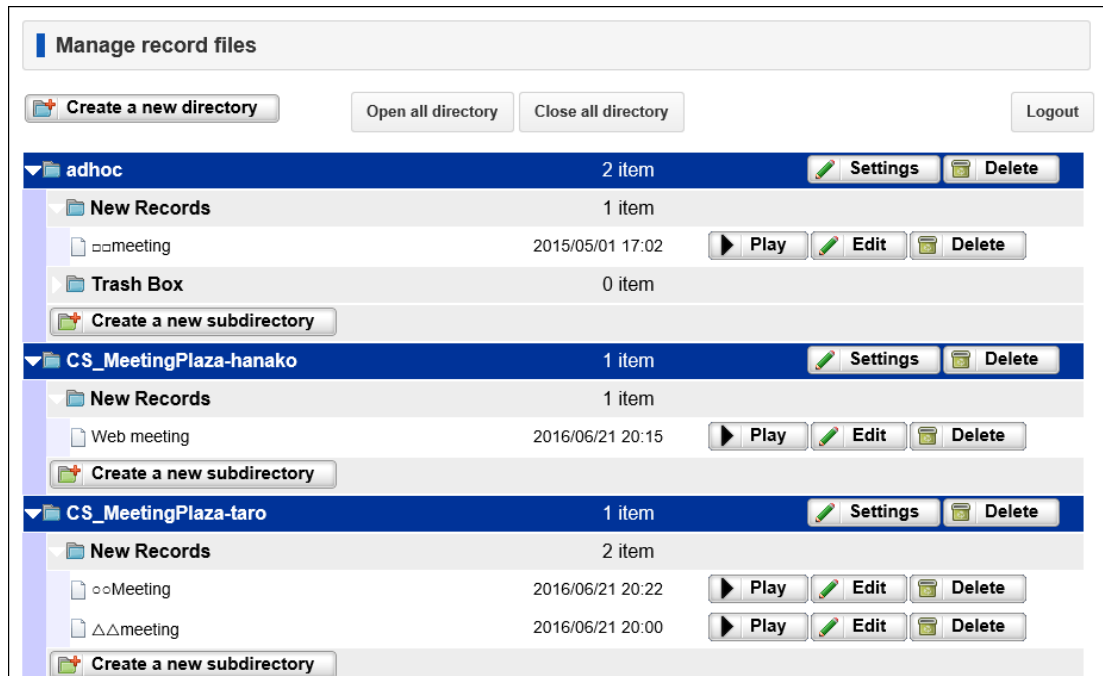 Manage record files
Create a new directory Open all directory Close all directory Logout
adhoc 2 item Settings Delete
New Records 1 item
□□meeting 2015/05/01 17:02 Play Edit Delete
Trash Box 0 item
Create a new subdirectory
CS_MeetingPlaza-hanako 1 item Settings Delete
New Records 1 item
Web meeting 2016/06/21 20:15 Play Edit Delete
Create a new subdirectory
CS_MeetingPlaza-taro 1 item Settings Delete
New Records 2 item
○○Meeting 2016/06/21 20:22 Play Edit Delete
△△meeting 2016/06/21 20:00 Play Edit Delete
Create a new subdirectory